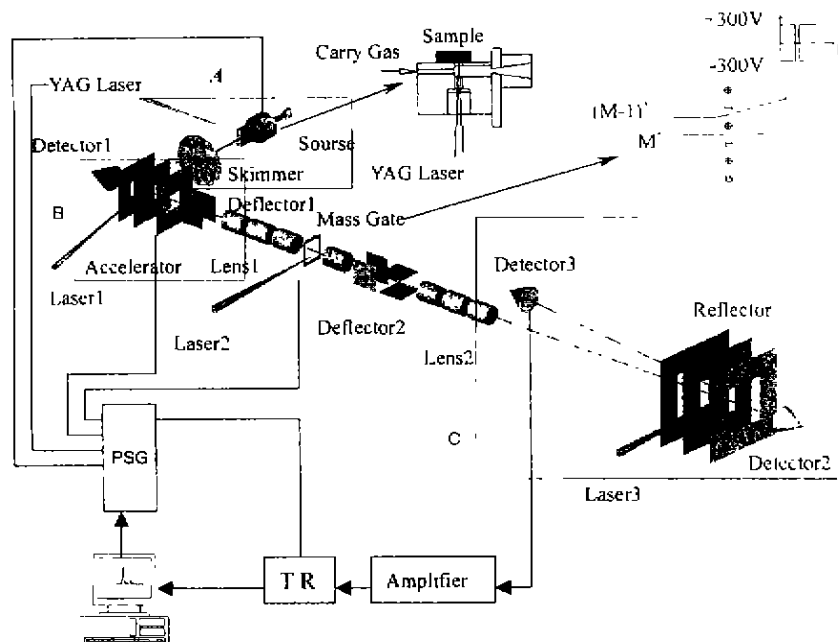 -300V
-300V
Sample
Carry Gas
YAG Laser
A
(M-1)
M
Detector1
Sourse
Skimmer
YAG Laser
B
Deflector1
Mass Gate
Accelerator
Lens1
Detector3
Laser1
Deflector2
Reflector
Laser2
Lens2
PSG
C
Detector2
Laser3
T R
Amplifier